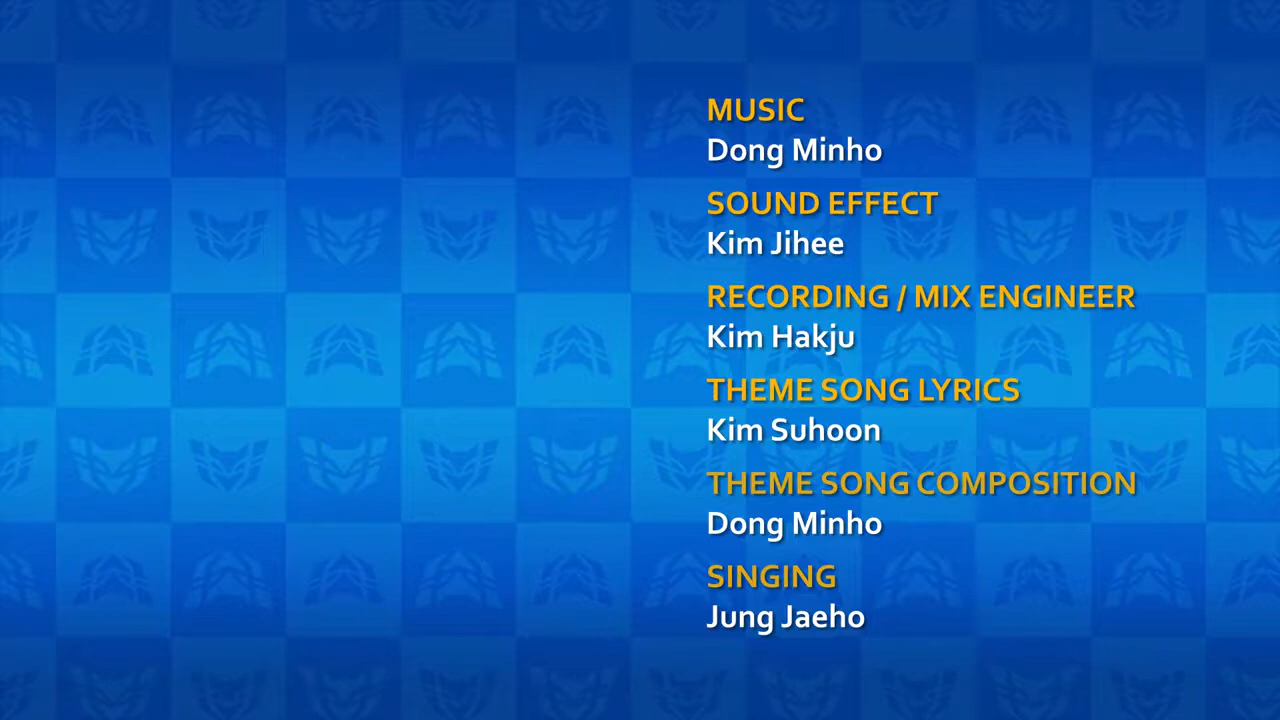 MUSIC
Dong Minho
SOUND EFFECT
Kim Jihee
RECORDING / MIX ENGINEER
Kim Hakju
THEME SONG LYRICS
Kim Suhoon
THEME SONG COMPOSITION
Dong Minho
SINGING
Jung Jaeho